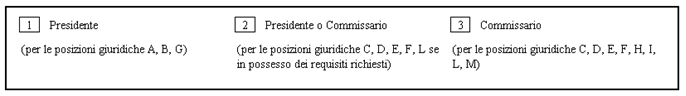 1 Presidente
(per le posizioni giuridiche A, B, G)
2 Presidente o Commissario
(per le posizioni giuridiche C, D, E, F, L se
in possesso dei requisiti richiesti)
3 Commissario
(per le posizioni giuridiche C, D, E, F, H, I,
L, M)